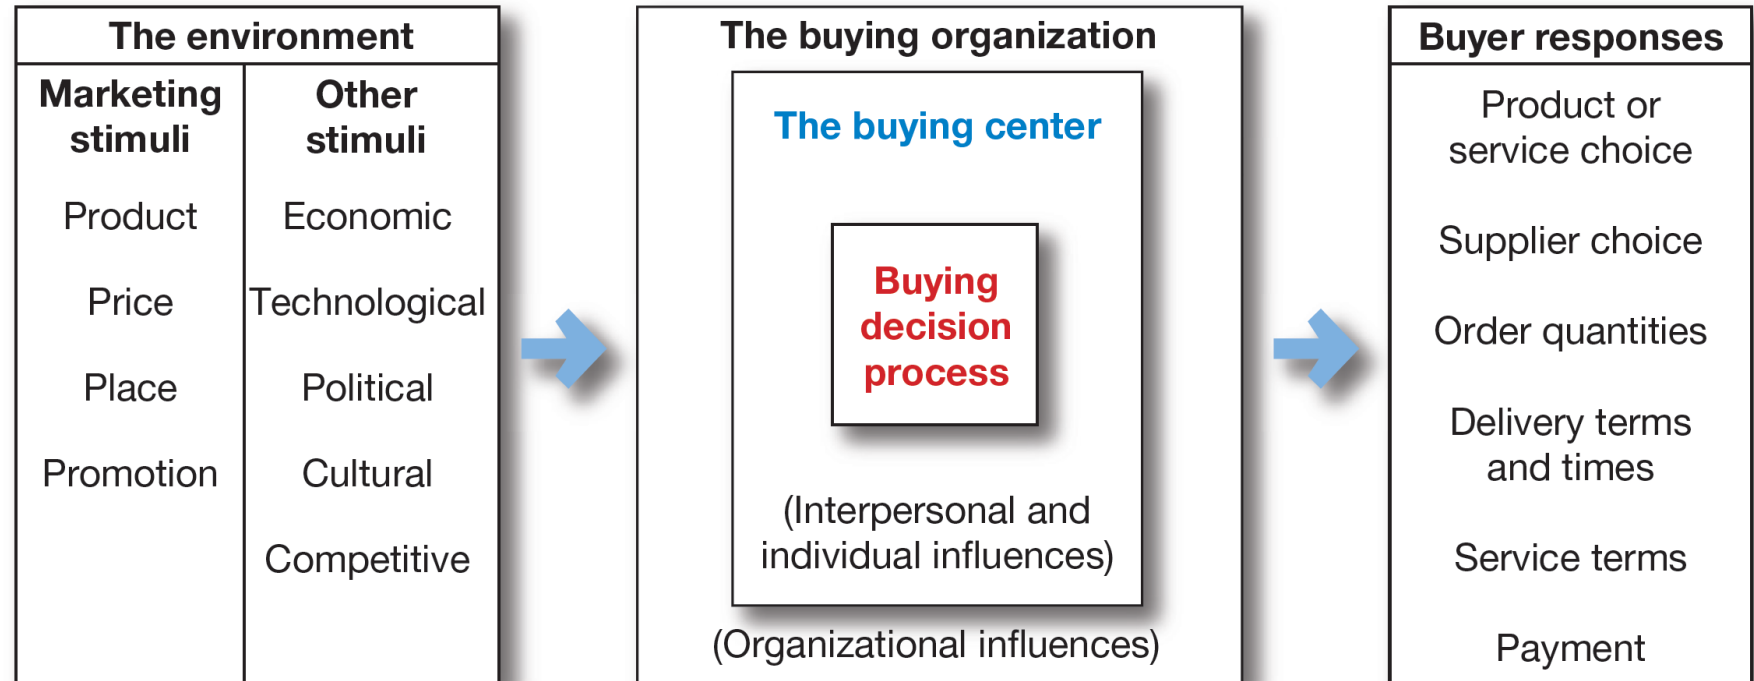 The environment
Marketing
stimuli
Product
Price
Place
Promotion
Other
stimuli
Economic
Technological
Political
Cultural
Competitive
The buying organization
The buying center
Buying
decision
process
(Interpersonal and
individual influences)
(Organizational influences)
Buyer responses
Product or
service choice
Supplier choice
Order quantities
Delivery terms
and times
Service terms
Payment